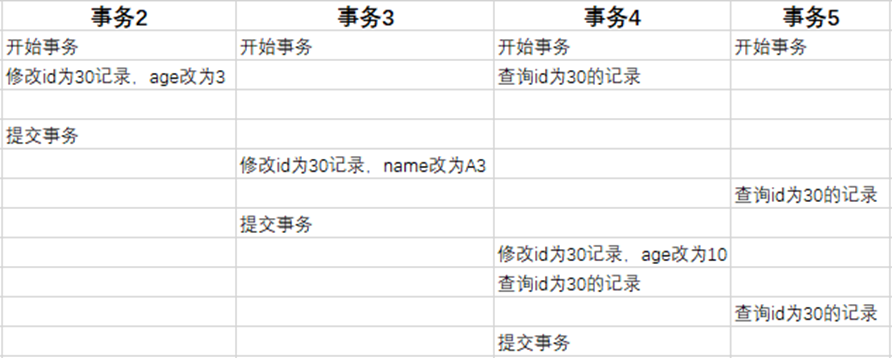 事务2 事务3 事务4 事务5
开始事务 开始事务 开始事务 开始事务
修改id为30记录，age改为3 查询id为30的记录
提交事务
修改id为30记录，name改为A3
查询id为30的记录
提交事务
修改id为30记录，age改为10
查询id为30的记录
查询id为30的记录
提交事务